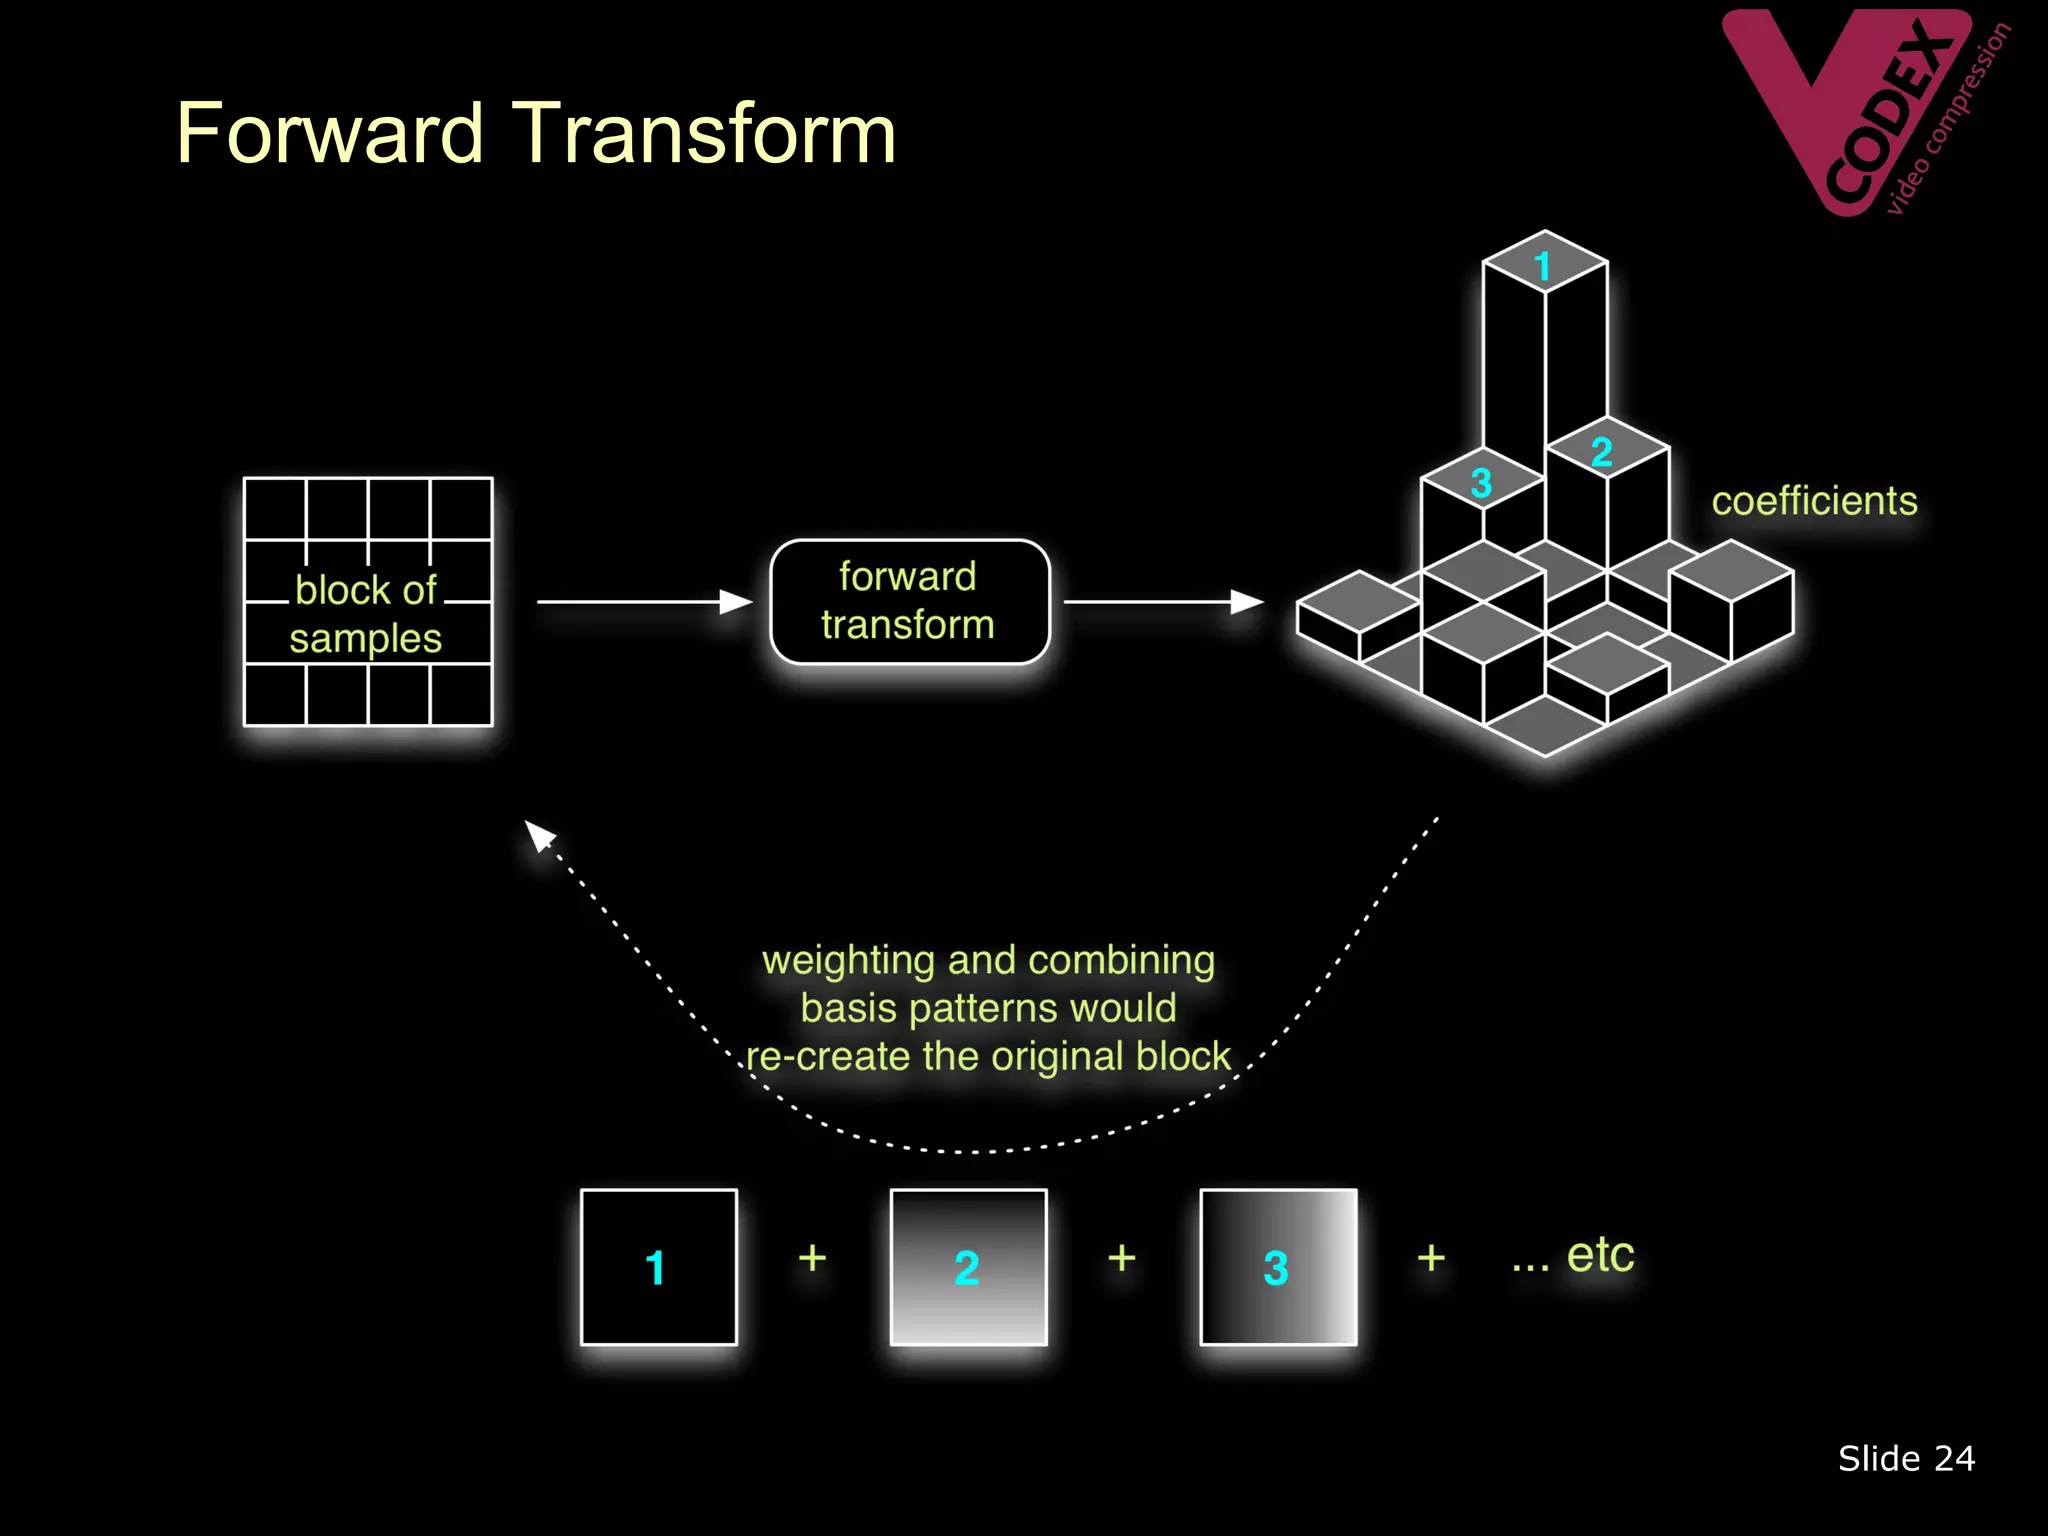 Forward Transform
CODEX
video compression
1
2
3
coefficients
block of
samples
forward
transform
weighting and combining
basis patterns would
re-create the original block
1 + 2 + 3 + ... etc
Slide 24